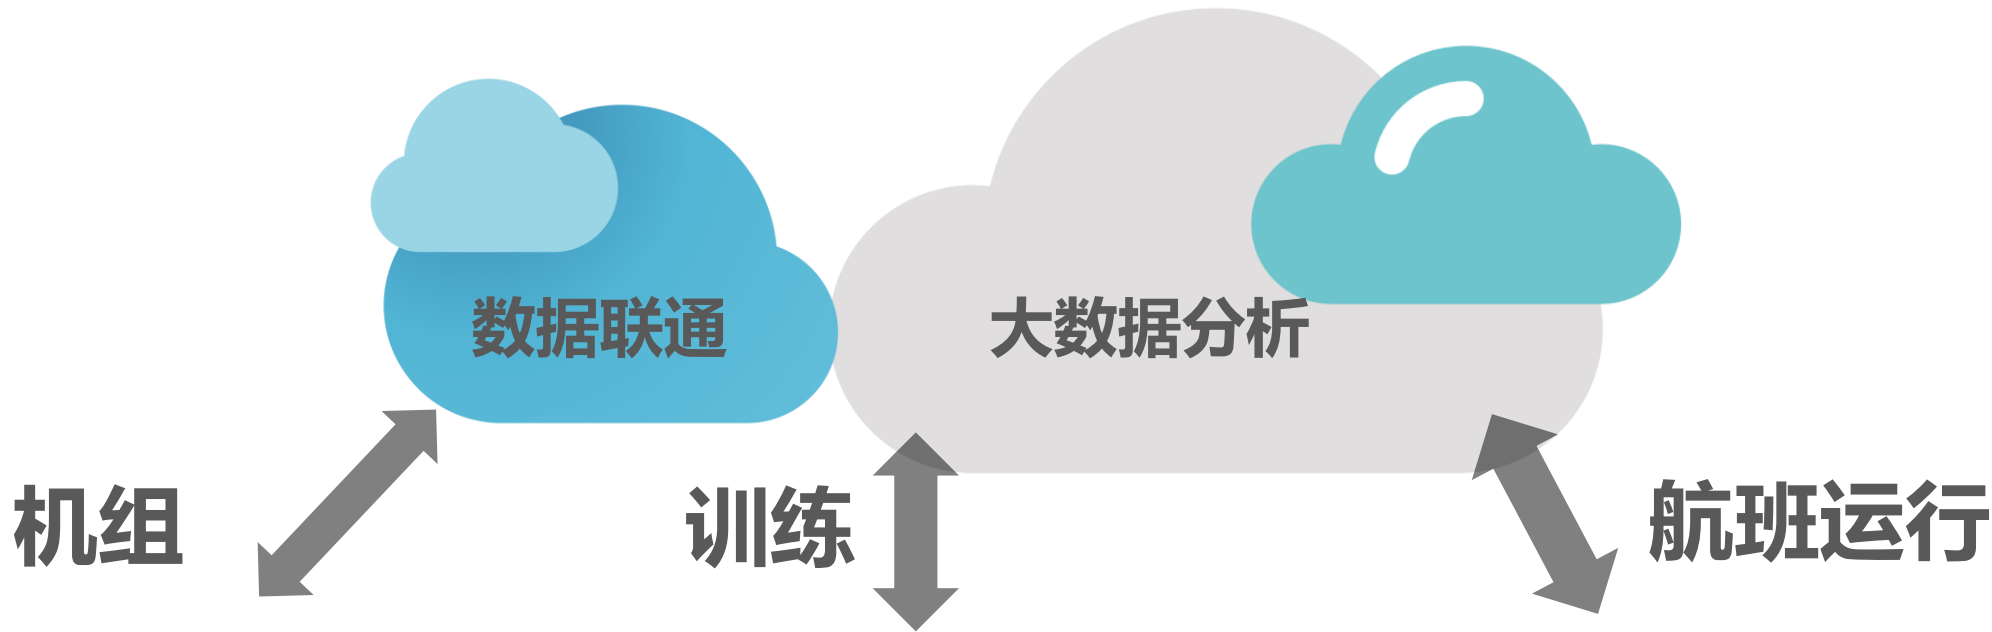 数据联通
大数据分析
机组
训练
航班运行